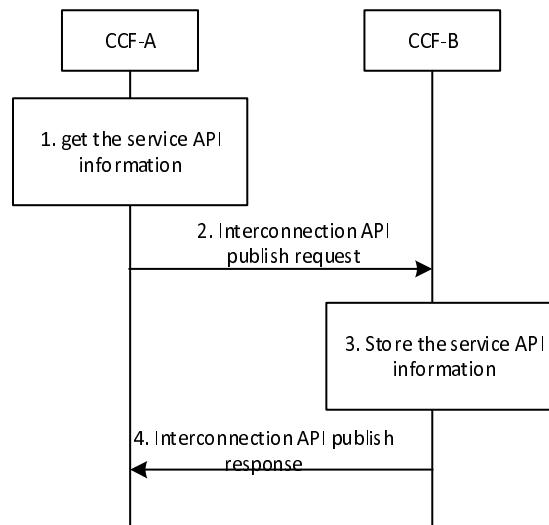 CCF-A
CCF-B
1. get the service API
information
2. Interconnection API
publish request
3. Store the service API
information
4. Interconnection API publish
response